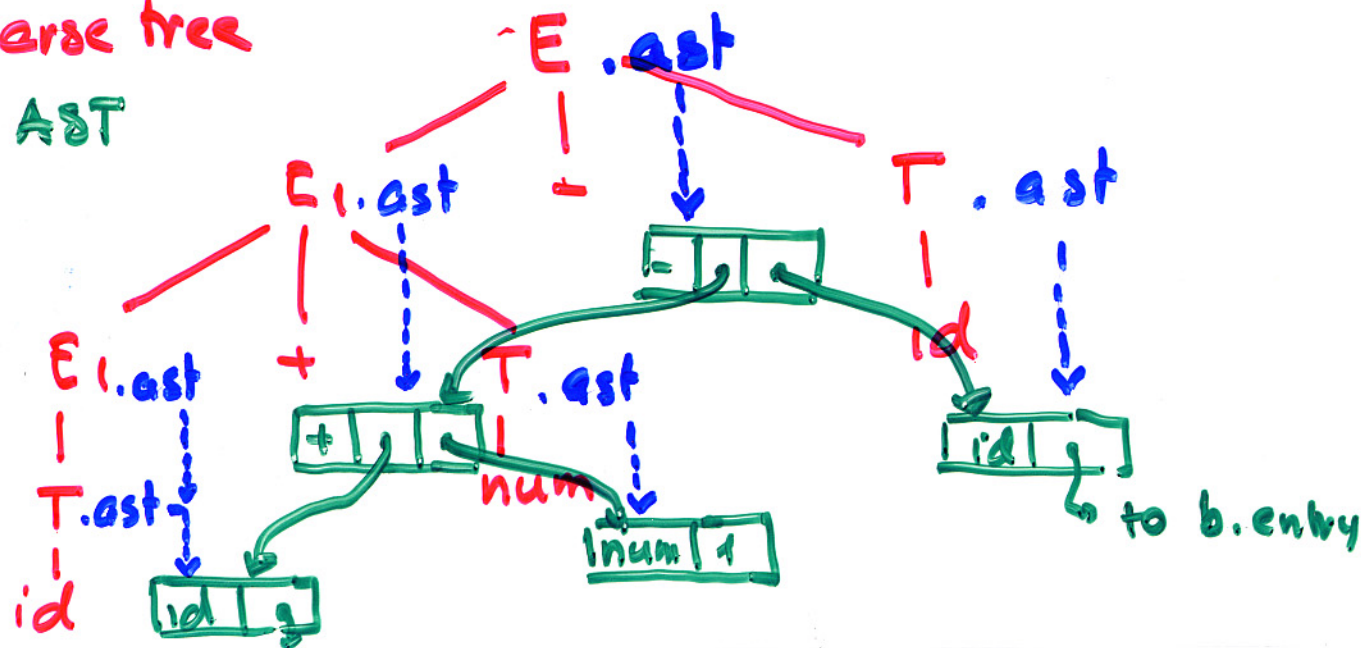 arse tree
E .ast
AST
E1.ast
-
T .ast
-
E1.ast
+
T .ast
id
+
T.ast
num
id
to b.entry
num 1
id
id